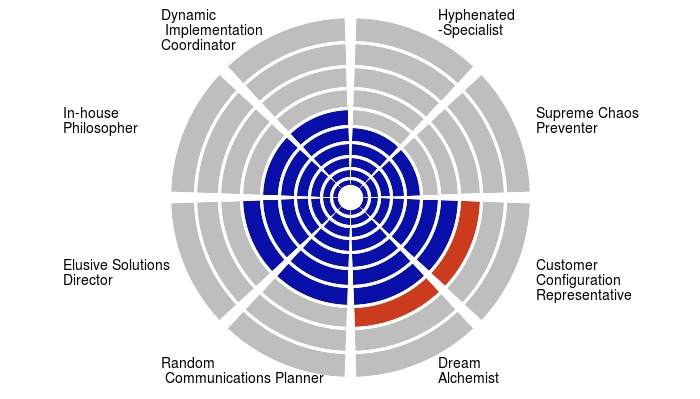 Dynamic
Implementation
Coordinator
Hyphenated
-Specialist
In-house
Philosopher
Supreme Chaos
Preventer
Elusive Solutions
Director
Customer
Configuration
Representative
Random
Communications Planner
Dream
Alchemist